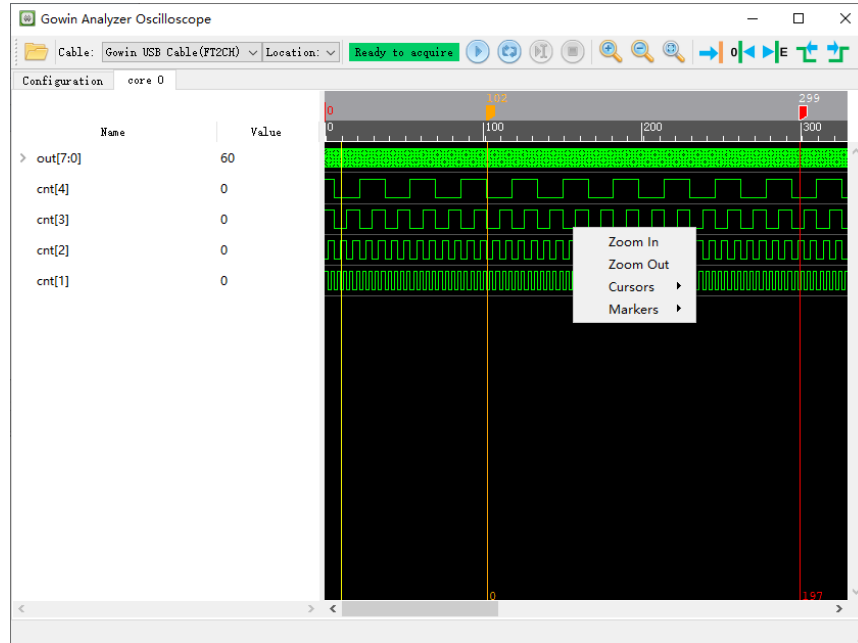 Gowin Analyzer Oscilloscope
Cable: Gowin USB Cable(FT2CH) Location: Ready to acquire 0 E
Configuration core 0
102 299
0
Name Value 0 100 200 300
out[7:0] 60
cnt[4] 0
cnt[3] 0
cnt[2] 0
cnt[1] 0
Zoom In
Zoom Out
Cursors
Markers
0 197